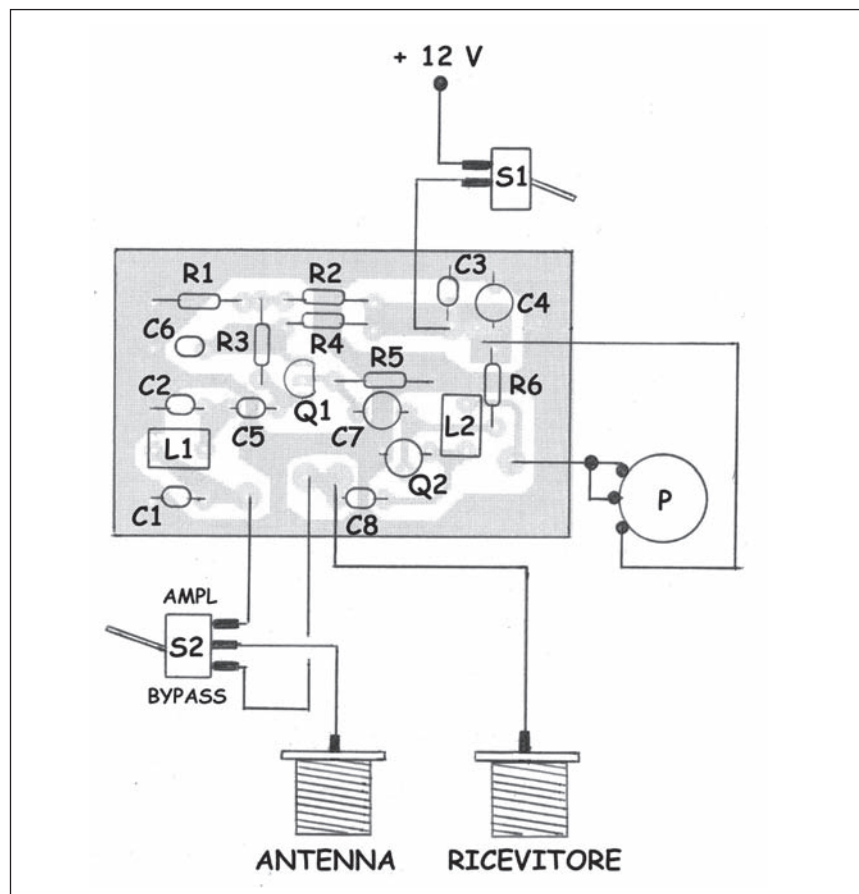 + 12 V
S1
C3
R1
R2
C4
C6
R3
R4
R5
R6
C2
Q1
C5
C7
L2
L1
Q2
P
C1
C8
AMPL
S2
BYPASS
ANTENNA
RICEVITORE